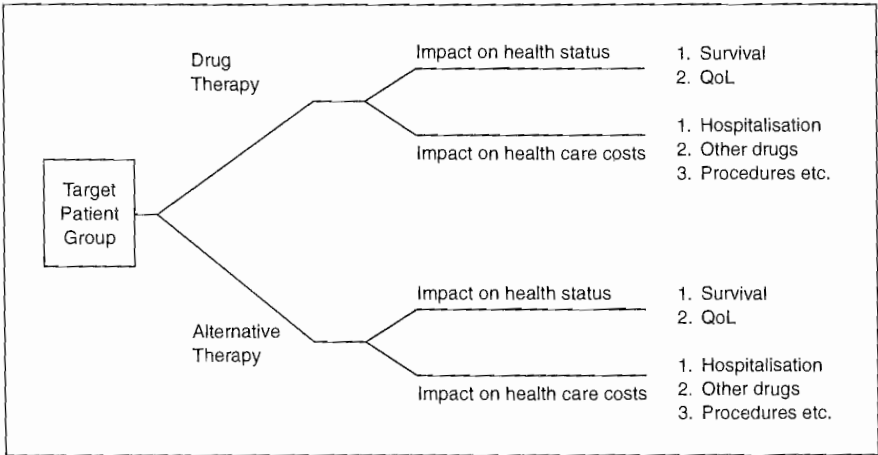 Drug
Therapy
Impact on health status
1. Survival
2. QoL
Impact on health care costs
1. Hospitalisation
2. Other drugs
3. Procedures etc.
Target
Patient
Group
Alternative
Therapy
Impact on health status
1. Survival
2. QoL
Impact on health care costs
1. Hospitalisation
2. Other drugs
3. Procedures etc.